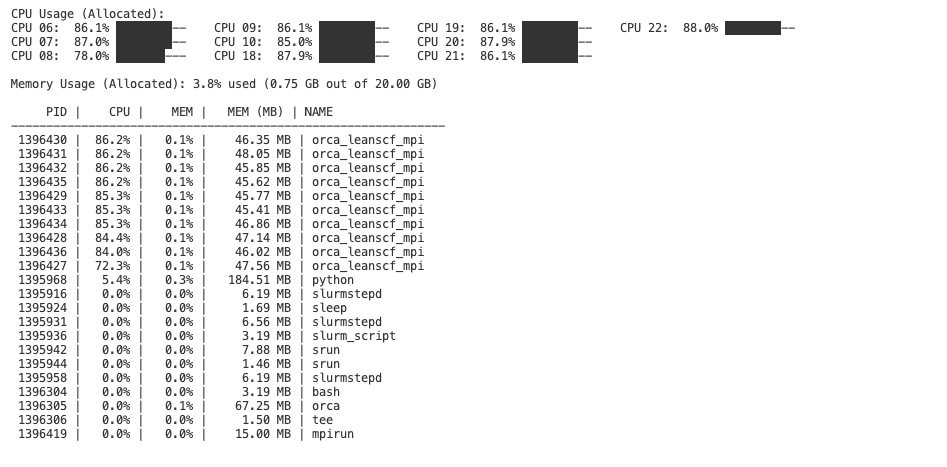 CPU Usage (Allocated):
CPU 06:  86.1%    CPU 09:  86.1%    CPU 19:  86.1%    CPU 22:  88.0%
CPU 07:  87.0%    CPU 10:  85.0%    CPU 20:  87.9%
CPU 08:  78.0%    CPU 18:  87.9%    CPU 21:  86.1%
Memory Usage (Allocated): 3.8% used (0.75 GB out of 20.00 GB)
PID |    CPU |    MEM |   MEM (MB) | NAME
1396430 |  86.2% |   0.1% |    46.35 MB | orca_leanscf_mpi
1396431 |  86.2% |   0.1% |    48.05 MB | orca_leanscf_mpi
1396432 |  86.2% |   0.1% |    45.85 MB | orca_leanscf_mpi
1396435 |  86.2% |   0.1% |    45.62 MB | orca_leanscf_mpi
1396429 |  85.3% |   0.1% |    45.77 MB | orca_leanscf_mpi
1396433 |  85.3% |   0.1% |    45.41 MB | orca_leanscf_mpi
1396434 |  85.3% |   0.1% |    46.86 MB | orca_leanscf_mpi
1396428 |  84.4% |   0.1% |    47.14 MB | orca_leanscf_mpi
1396436 |  84.0% |   0.1% |    46.02 MB | orca_leanscf_mpi
1396427 |  72.3% |   0.1% |    47.56 MB | orca_leanscf_mpi
1395968 |   5.4% |   0.3% |   184.51 MB | python
1395916 |   0.0% |   0.0% |     6.19 MB | slurmstepd
1395924 |   0.0% |   0.0% |     1.69 MB | sleep
1395931 |   0.0% |   0.0% |     6.56 MB | slurmstepd
1395936 |   0.0% |   0.0% |     3.19 MB | slurm_script
1395942 |   0.0% |   0.0% |     7.88 MB | srun
1395944 |   0.0% |   0.0% |     1.46 MB | srun
1395958 |   0.0% |   0.0% |     6.19 MB | slurmstepd
1396304 |   0.0% |   0.0% |     3.19 MB | bash
1396305 |   0.0% |   0.1% |    67.25 MB | orca
1396306 |   0.0% |   0.0% |     1.50 MB | tee
1396419 |   0.0% |   0.0% |    15.00 MB | mpirun